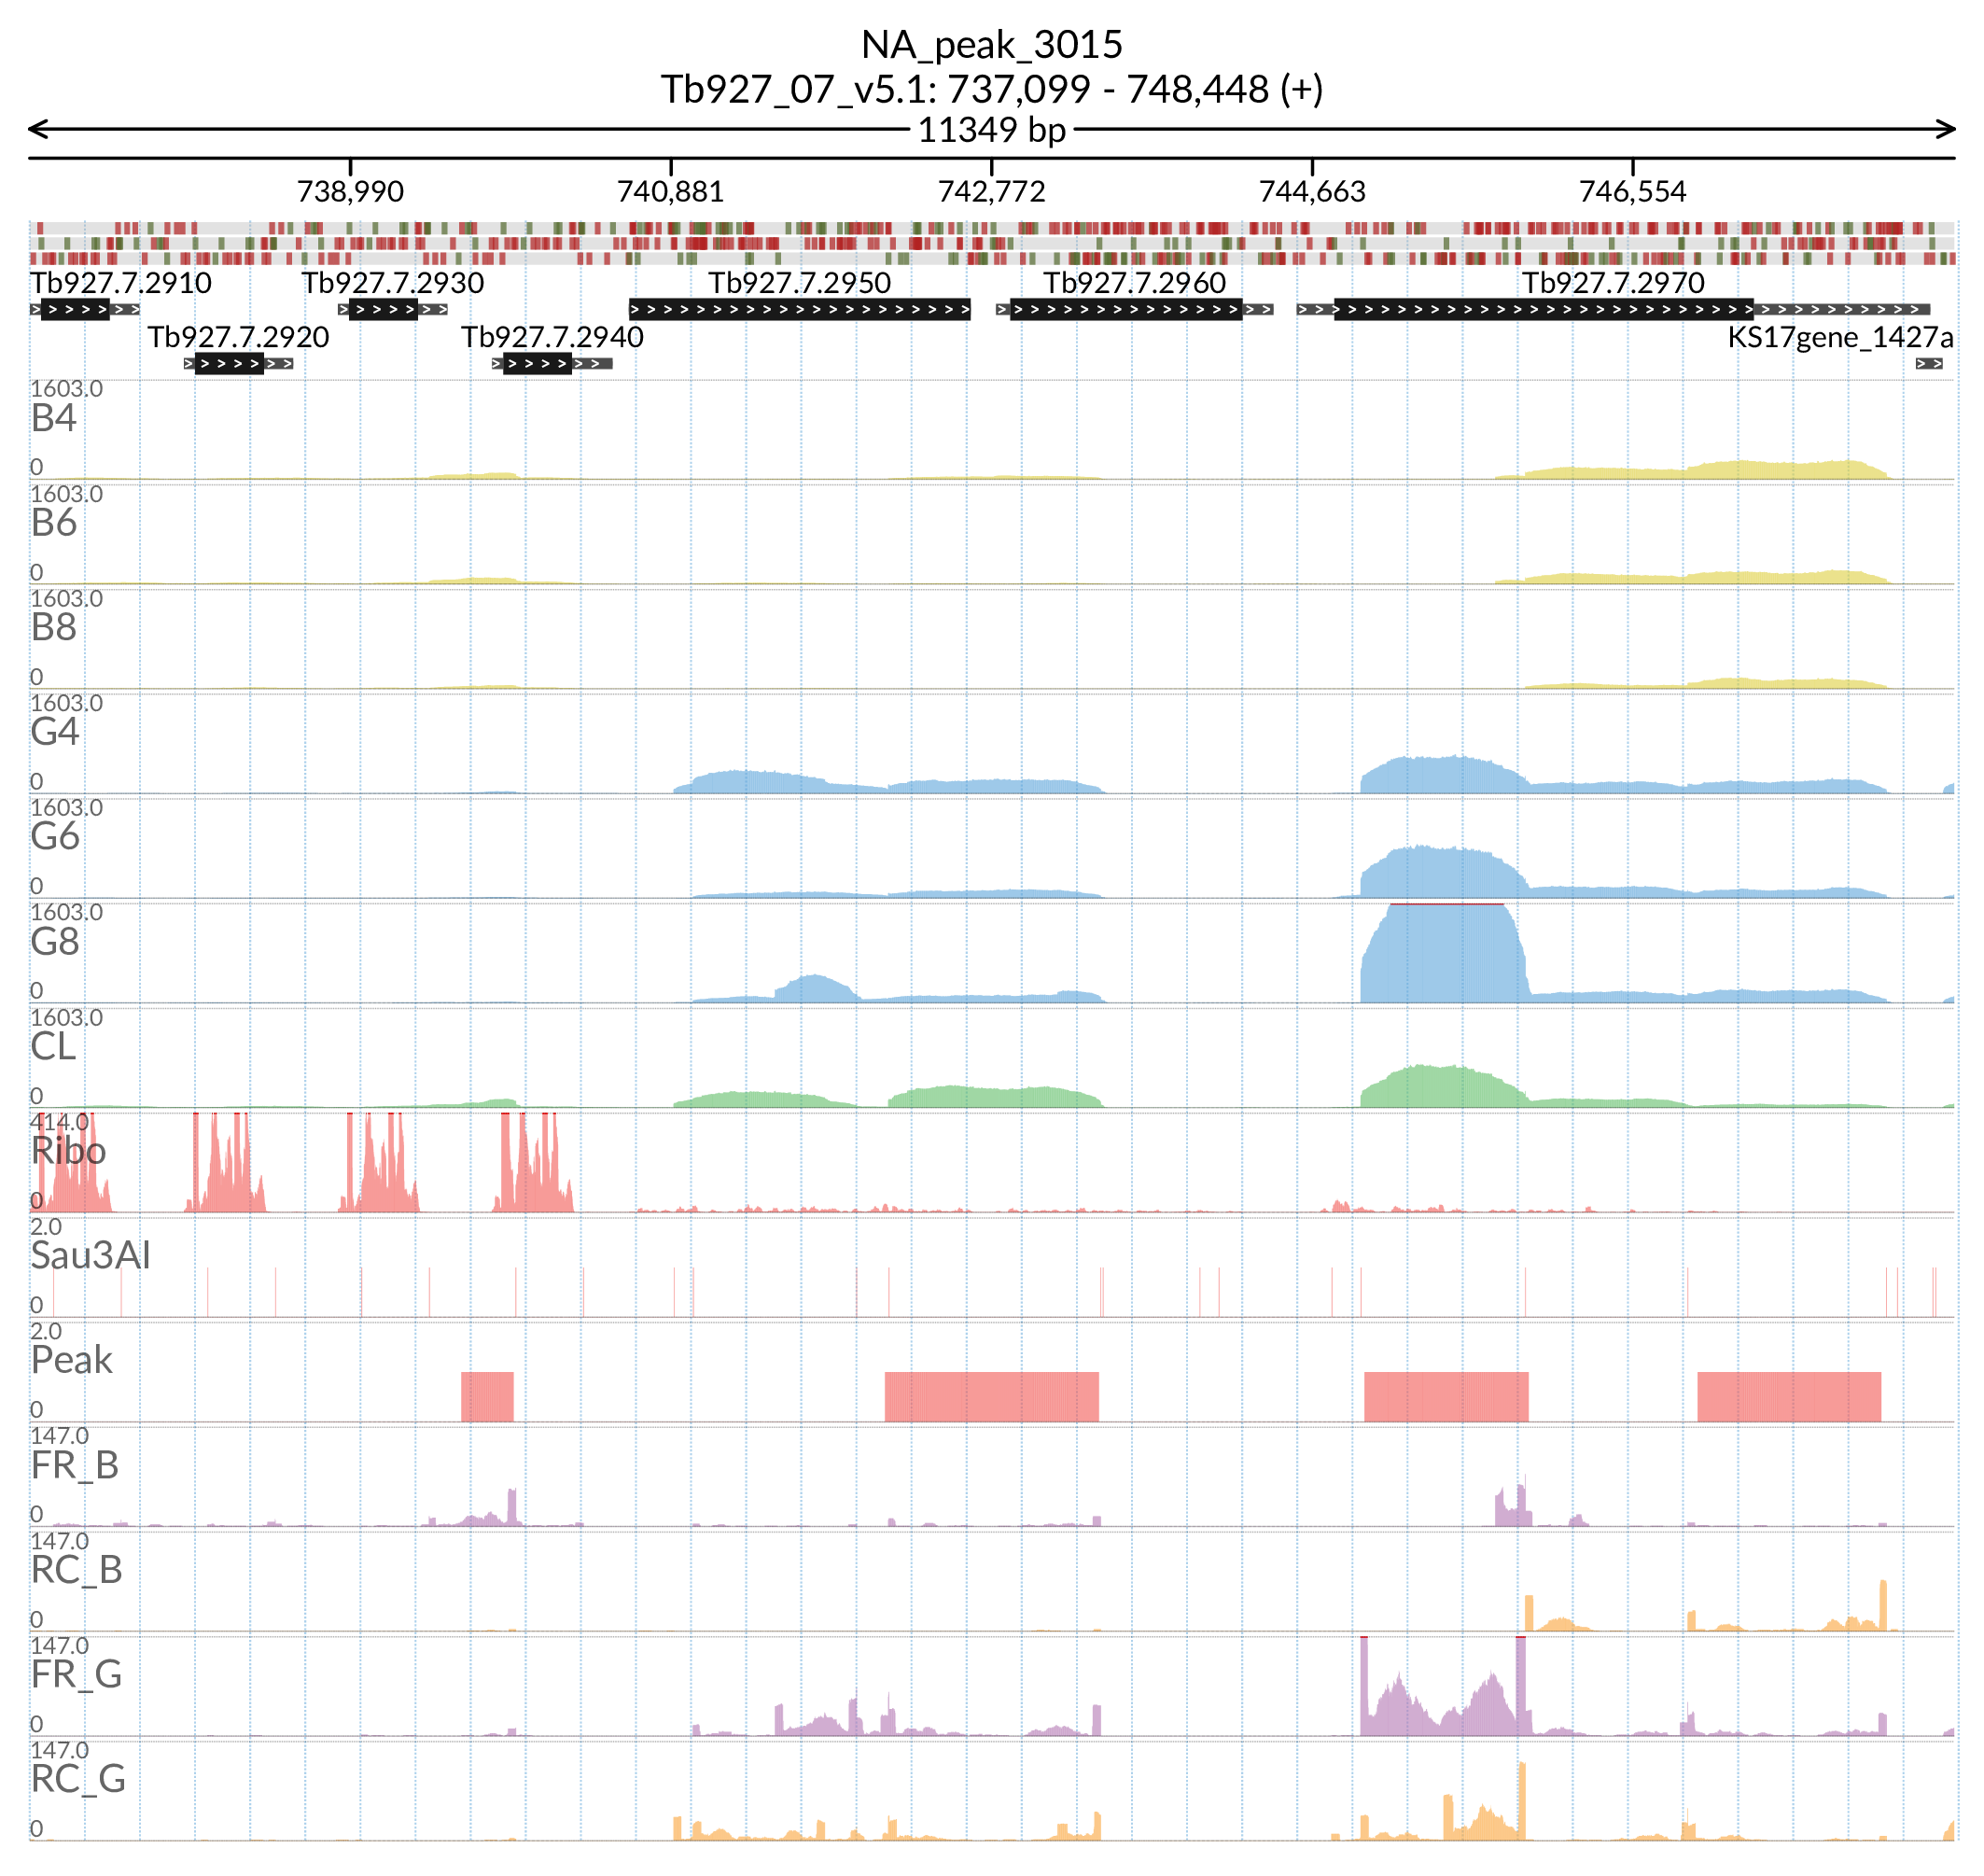 NA_peak_3015
Tb927_07_v5.1: 737,099 - 748,448 (+)
11349 bp
738,990 740,881 742,772 744,663 746,554
Tb927.7.2910 Tb927.7.2930 Tb927.7.2950 Tb927.7.2960 Tb927.7.2970
Tb927.7.2920 Tb927.7.2940 KS17gene_1427a
1603.0
B4
0
1603.0
B6
0
1603.0
B8
0
1603.0
G4
0
1603.0
G6
0
1603.0
G8
0
1603.0
CL
0
414.0
Ribo
0
2.0
Sau3AI
0
2.0
Peak
0
147.0
FR_B
0
147.0
RC_B
0
147.0
FR_G
0
147.0
RC_G
0